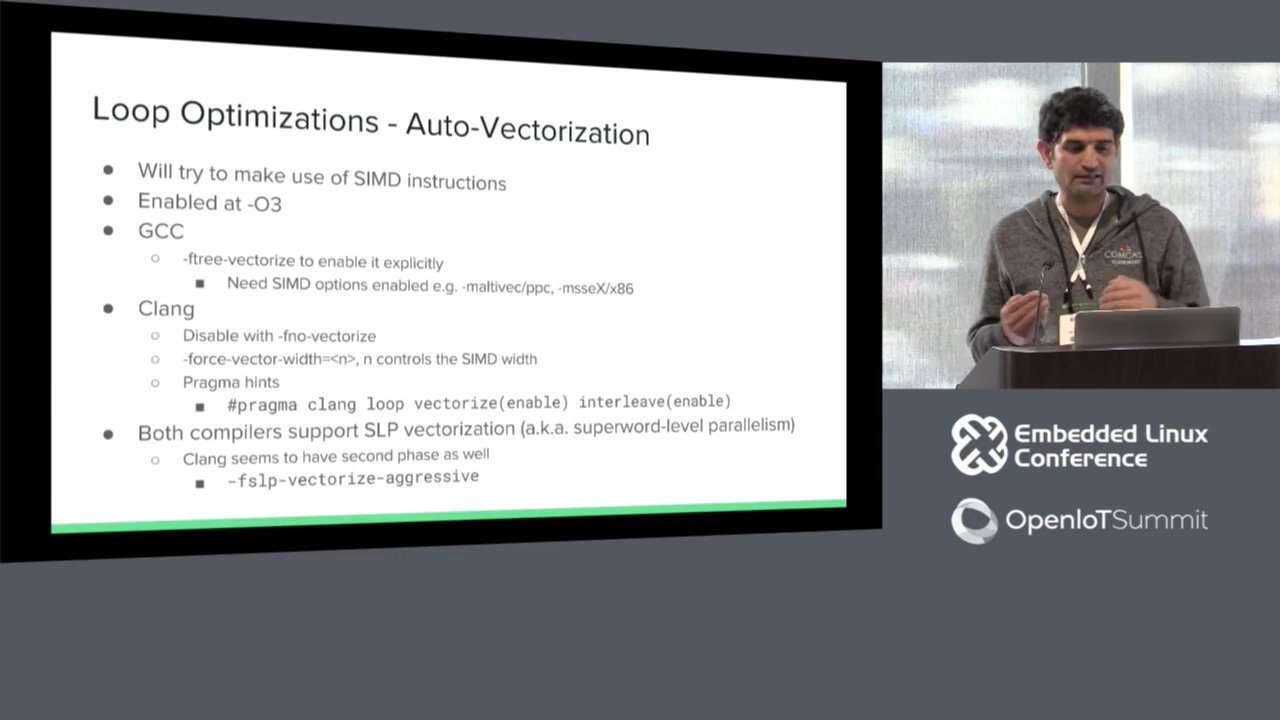 Loop Optimizations - Auto-Vectorization
Will try to make use of SIMD instructions
Enabled at -O3
GCC
-ftree-vectorize to enable it explicitly
Need SIMD options enabled e.g. -maltivec/ppc, -msseX/x86
Clang
Disable with -fno-vectorize
-force-vector-width=<n>, n controls the SIMD width
Pragma hints
#pragma clang loop vectorize(enable) interleave(enable)
Both compilers support SLP vectorization (a.k.a. superword-level parallelism)
Clang seems to have second phase as well
-fslp-vectorize-aggressive
COMCAST
Embedded Linux
Conference
OpenIoTSummit